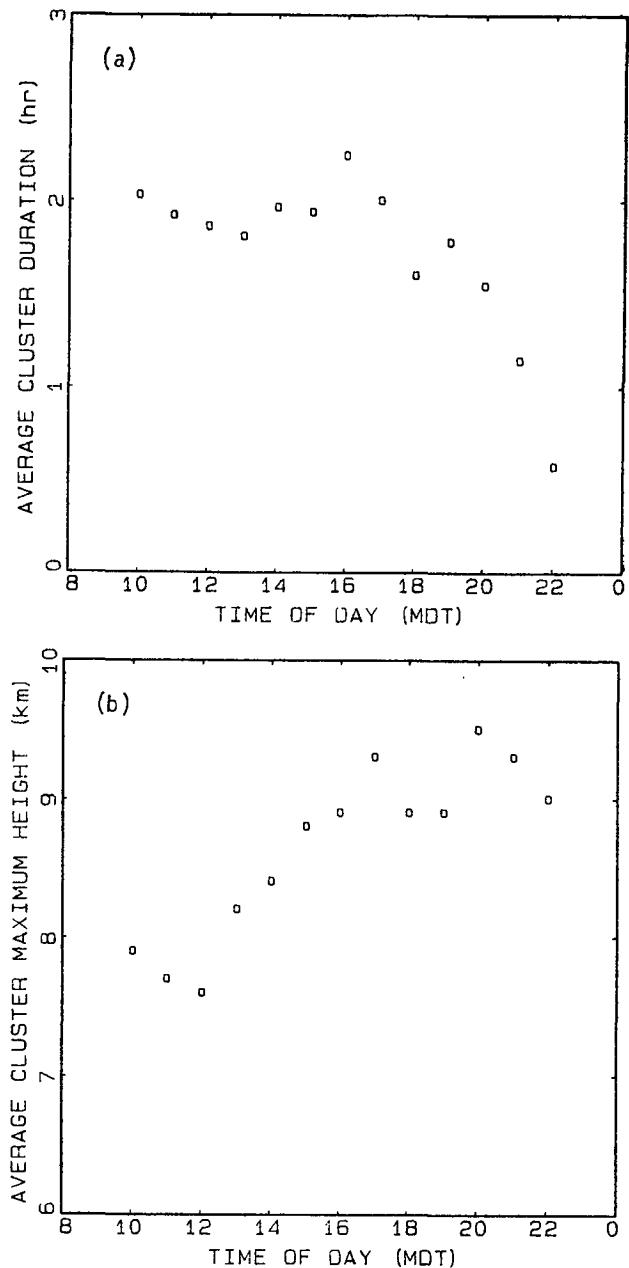 (a)
AVERAGE CLUSTER DURATION (hr)
3
2
1
0
8 10 12 14 16 18 20 22 0
TIME OF DAY (MDT)
(b)
AVERAGE CLUSTER MAXIMUM HEIGHT (km)
10
9
8
7
6
8 10 12 14 16 18 20 22 0
TIME OF DAY (MDT)